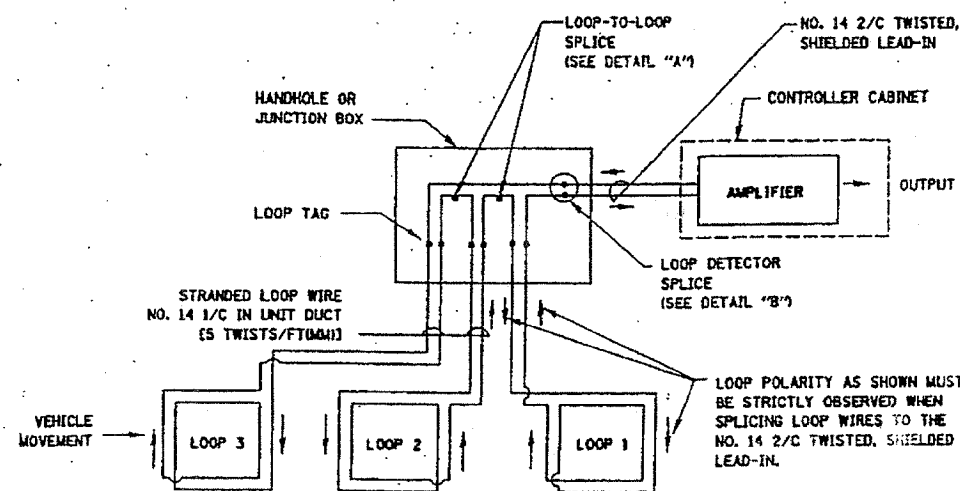 LOOP-TO-LOOP
SPLICE
(SEE DETAIL "A")
NO. 14 2/C TWISTED,
SHIELDED LEAD-IN
HANDHOLE OR
JUNCTION BOX
CONTROLLER CABINET
AMPLIFIER
OUTPUT
LOOP TAG
LOOP DETECTOR
SPLICE
(SEE DETAIL "B")
STRANDED LOOP WIRE
NO. 14 1/C IN UNIT DUCT
[5 TWISTS/FT(MM)]
LOOP POLARITY AS SHOWN MUST
BE STRICTLY OBSERVED WHEN
SPLICING LOOP WIRES TO THE
NO. 14 2/C TWISTED, SHIELDED
LEAD-IN.
VEHICLE
MOVEMENT
LOOP 3
LOOP 2
LOOP 1